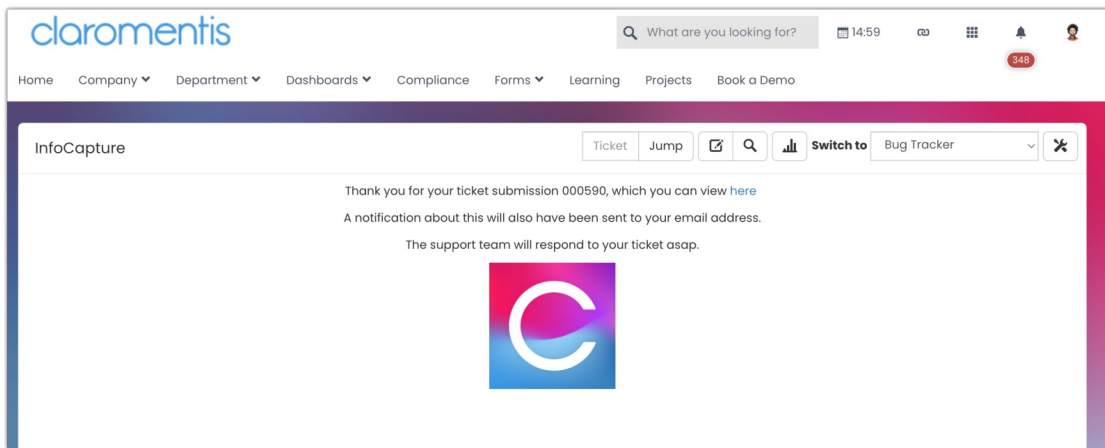 claromentis
What are you looking for?
14:59
348
Home Company Department Dashboards Compliance Forms Learning Projects Book a Demo
InfoCapture
Ticket Jump Switch to Bug Tracker
Thank you for your ticket submission 000590, which you can view here
A notification about this will also have been sent to your email address.
The support team will respond to your ticket asap.
C